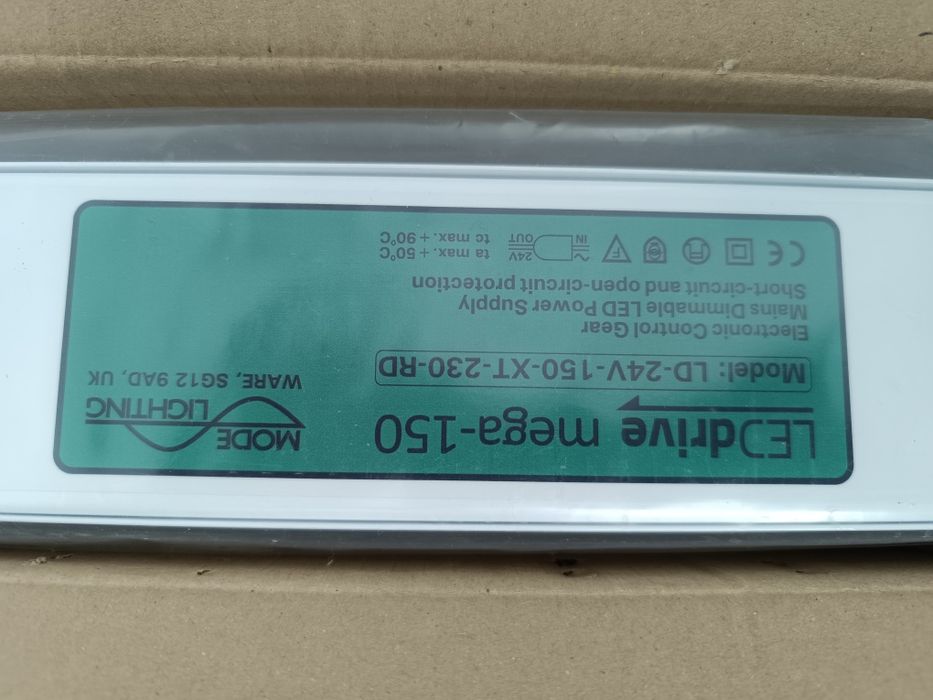 LEDdrive mega-150
MODE
LIGHTING
WARE, SG12 9AD, UK
Model: LD-24V-150-XT-230-RD
Electronic Control Gear
Mains Dimmable LED Power Supply
Short-circuit and open-circuit protection
CE F ~ IN 24V OUT
ta max. + 50°C
tc max. + 90°C